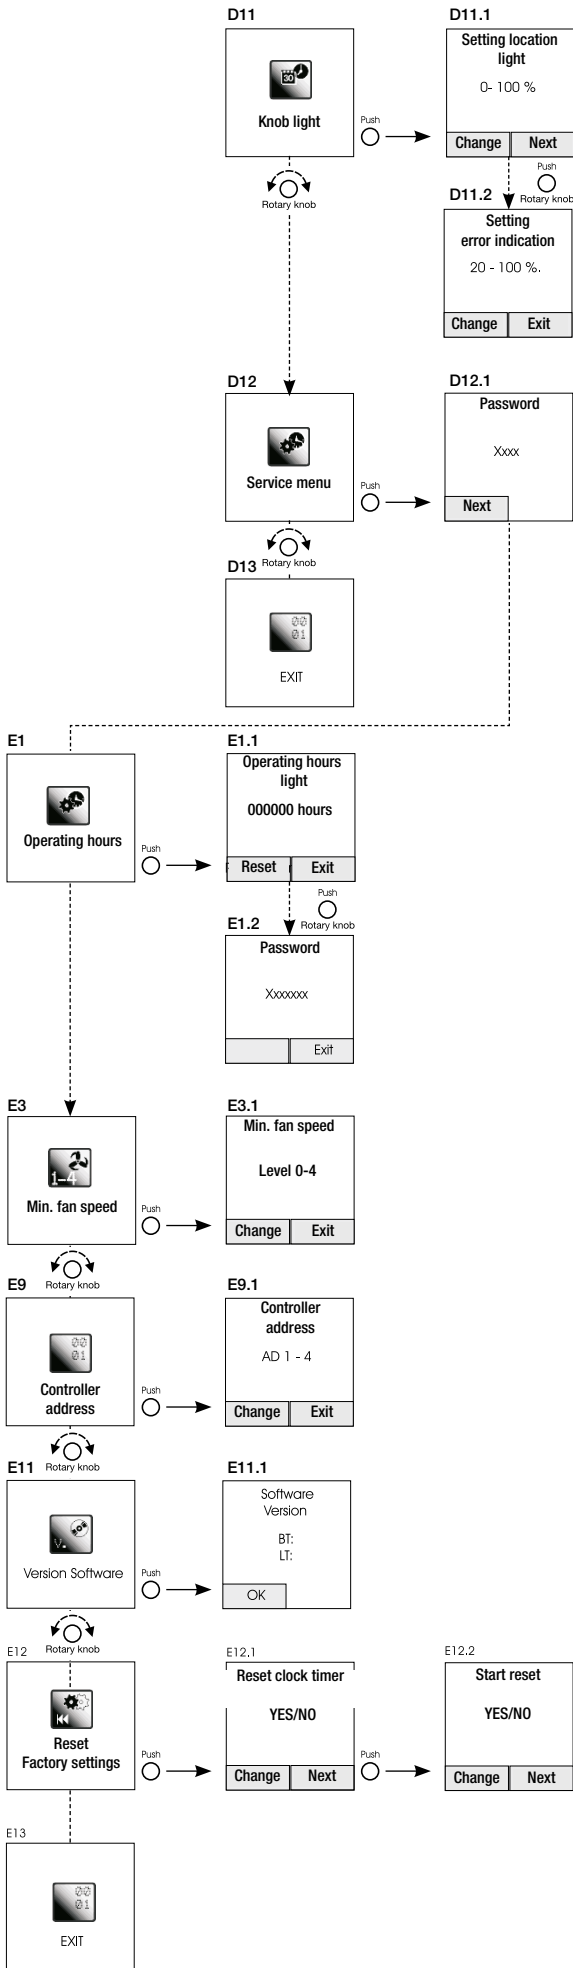 D11
Knob light
Push
Rotary knob
D11.1
Setting location
light
0- 100 %
Change
Next
Push
Rotary knob
D11.2
Setting
error indication
20 - 100 %.
Change
Exit
D12
Service menu
Push
Rotary knob
D12.1
Password
Xxxx
Next
D13
00
01
EXIT
E1
Operating hours
Push
E1.1
Operating hours
light
000000 hours
Reset
Exit
Push
Rotary knob
E1.2
Password
Xxxxxxx
Exit
E3
1-4
Min. fan speed
Push
Rotary knob
E3.1
Min. fan speed
Level 0-4
Change
Exit
E9
00
01
Controller
address
Push
Rotary knob
E9.1
Controller
address
AD 1 - 4
Change
Exit
E11
V.
Version Software
Push
Rotary knob
E11.1
Software
Version
BT:
LT:
OK
E12
Reset
Factory settings
Push
E12.1
Reset clock timer
YES/NO
Change
Next
Push
E12.2
Start reset
YES/NO
Change
Next
E13
00
01
EXIT